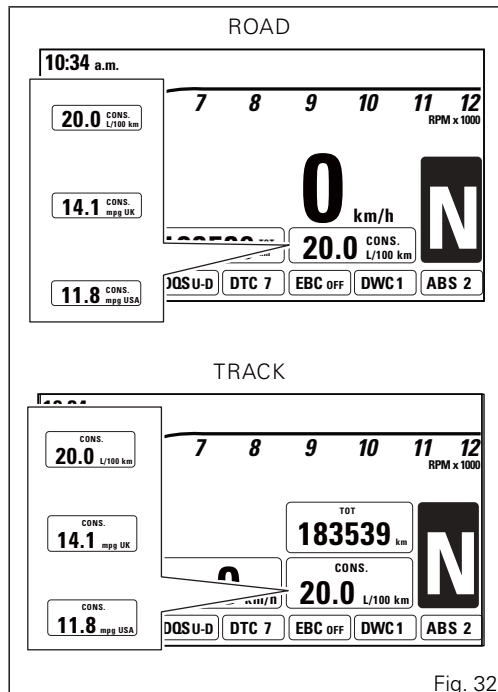 ROAD
10:34 a.m.
7 8 9 10 11 12
RPM x 1000
20.0 CONS. L/100 km
14.1 CONS. mpg UK
11.8 CONS. mpg USA
0 km/h
N
TOT
20.0 CONS. L/100 km
DQS U-D DTC 7 EBC OFF DWC 1 ABS 2
TRACK
7 8 9 10 11 12
RPM x 1000
CONS.
20.0 L/100 km
CONS.
14.1 mpg UK
CONS.
11.8 mpg USA
TOT
183539 km
N
km/h
CONS.
20.0 L/100 km
DQS U-D DTC 7 EBC OFF DWC 1 ABS 2
Fig. 32